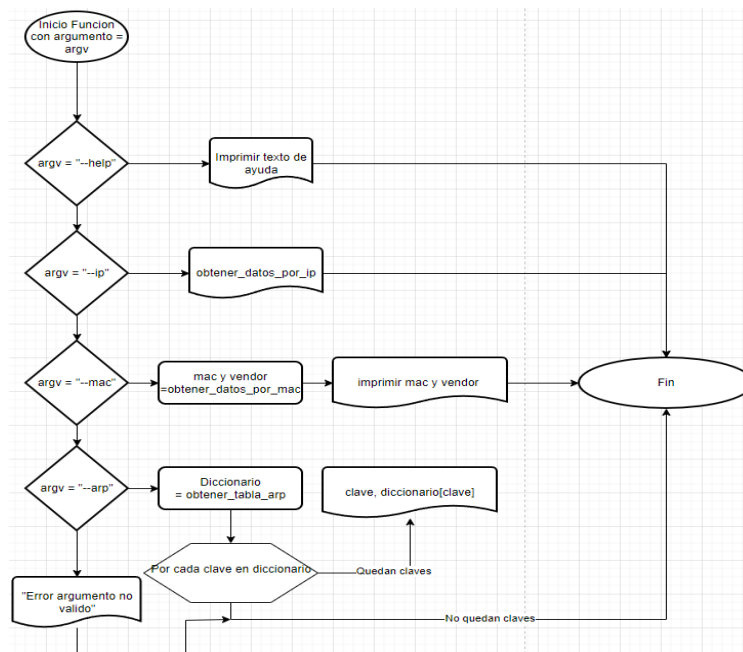 Inicio Funcion
con argumento =
argv
argv = "--help"
Imprimir texto de
ayuda
argv = "--ip"
obtener_datos_por_ip
argv = "--mac"
mac y vendor
=obtener_datos_por_mac
imprimir mac y vendor
Fin
argv = "--arp"
Diccionario
= obtener_tabla_arp
clave, diccionario[clave]
Por cada clave en diccionario
Quedan claves
"Error argumento no
valido"
No quedan claves